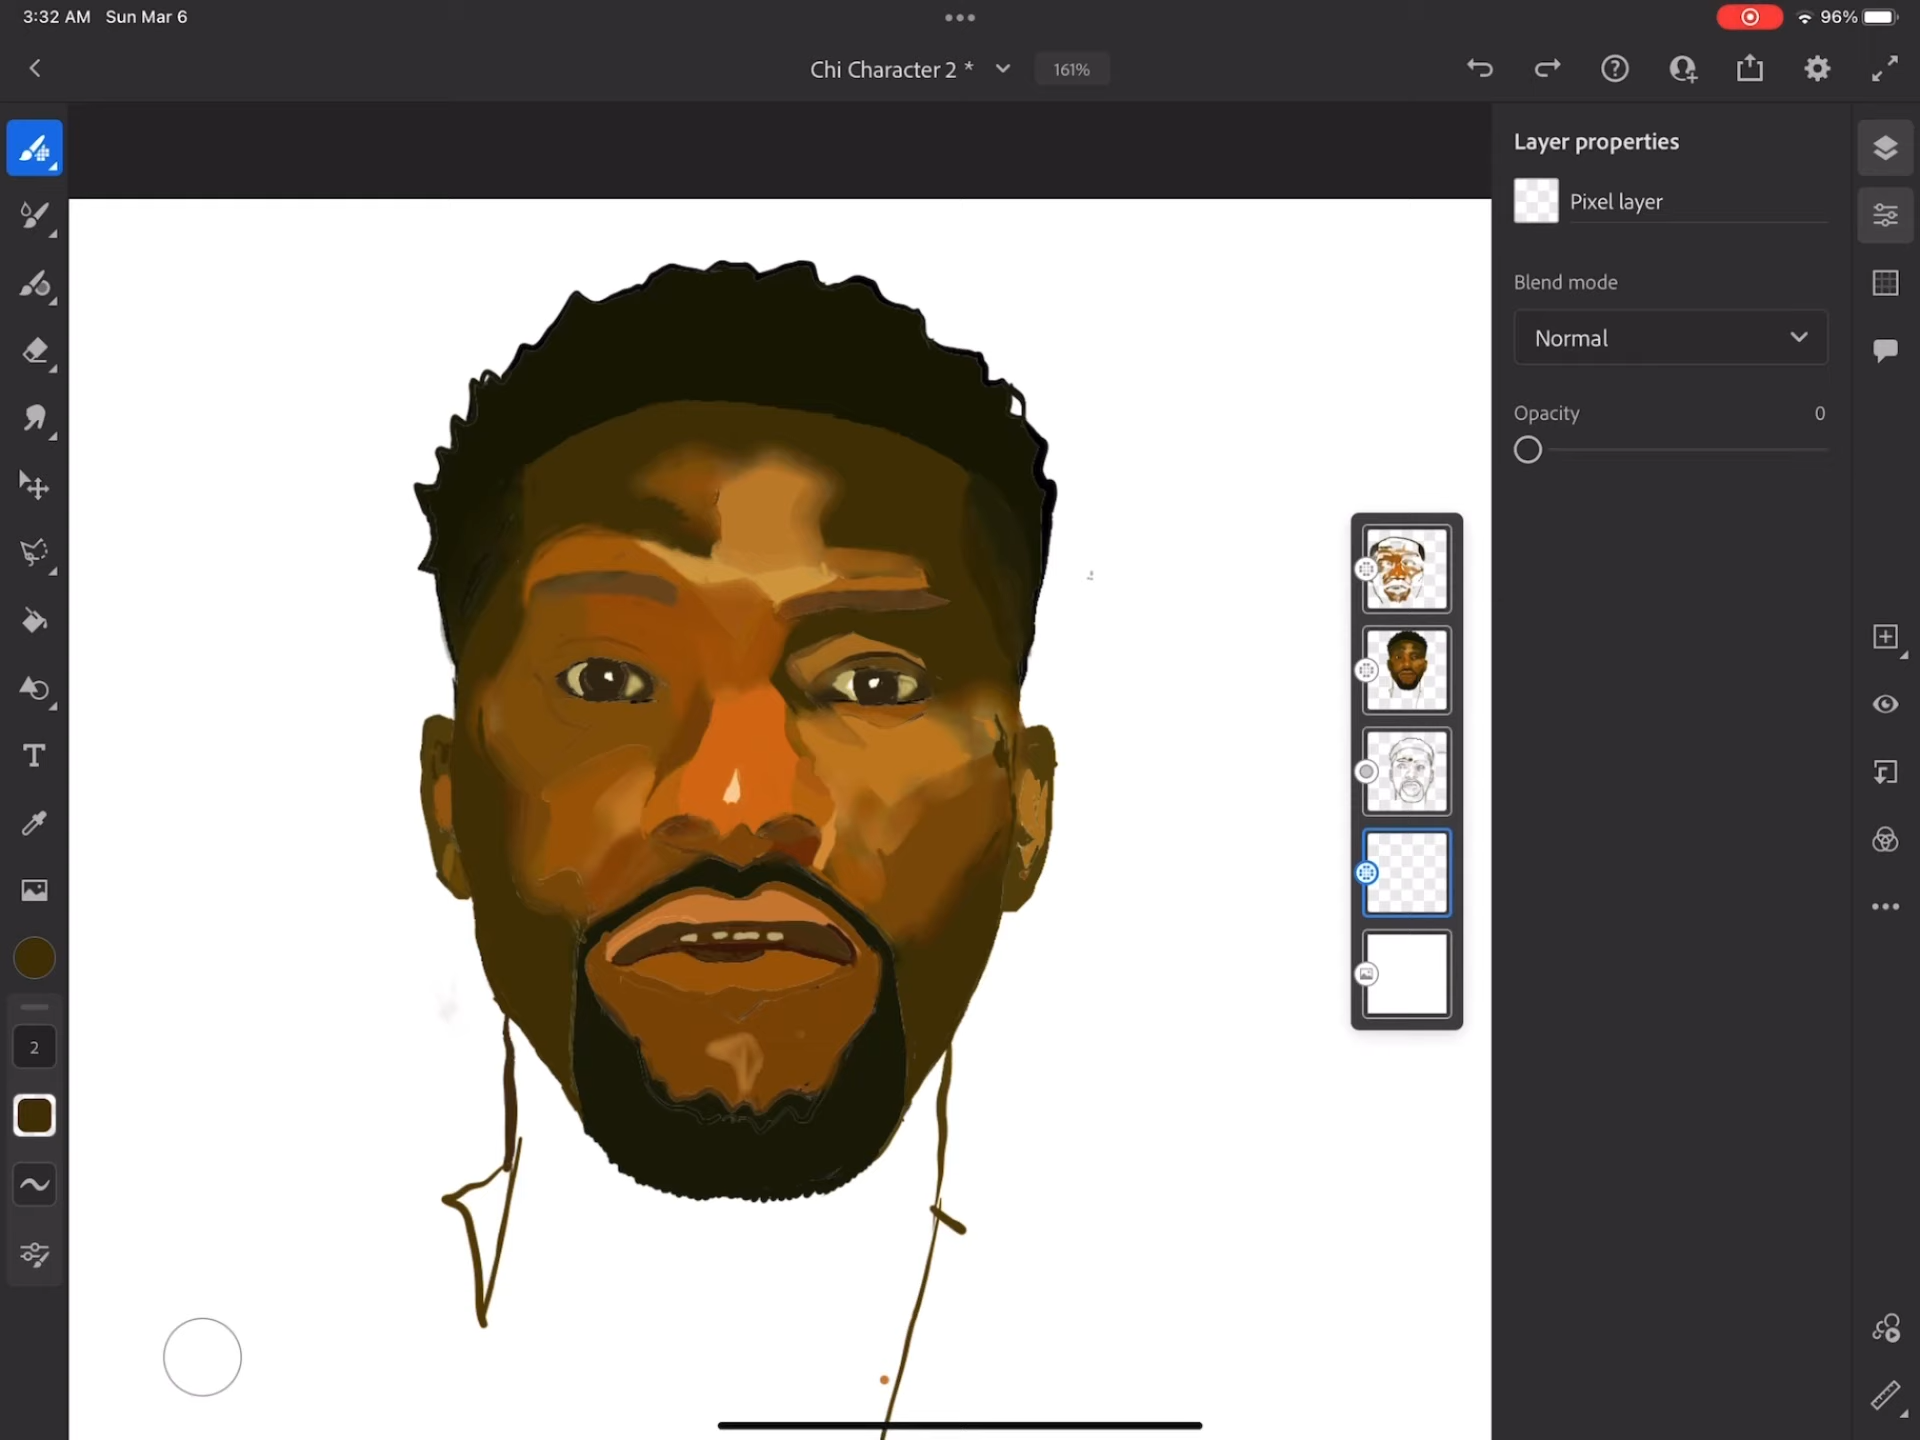 3:32 AM Sun Mar 6
96%
Chi Character 2 *
161%
Layer properties
Pixel layer
Blend mode
Normal
Opacity 0
T
2